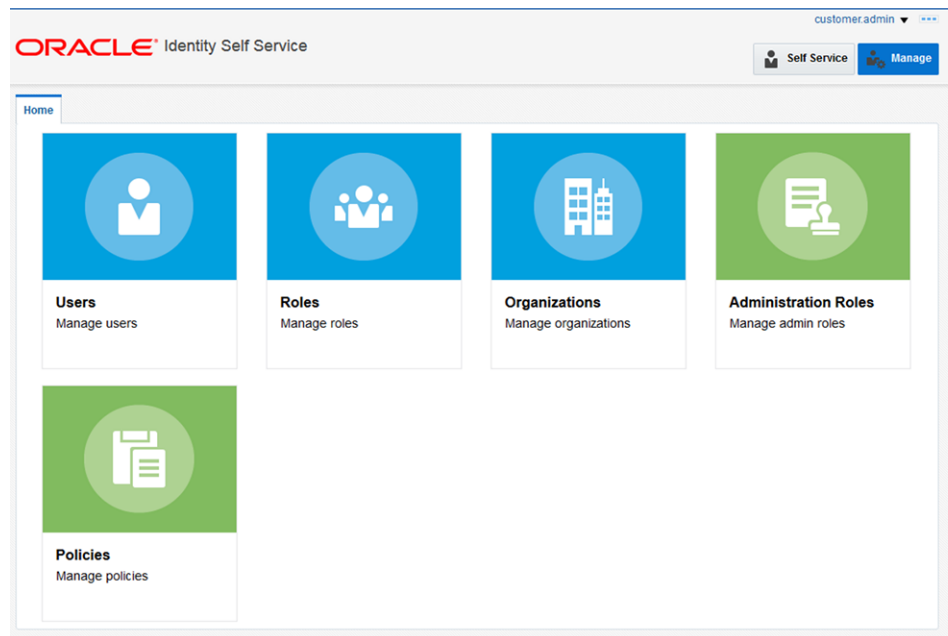 customer.admin
ORACLE® Identity Self Service
Self Service
Manage
Home
Users
Manage users
Roles
Manage roles
Organizations
Manage organizations
Administration Roles
Manage admin roles
Policies
Manage policies